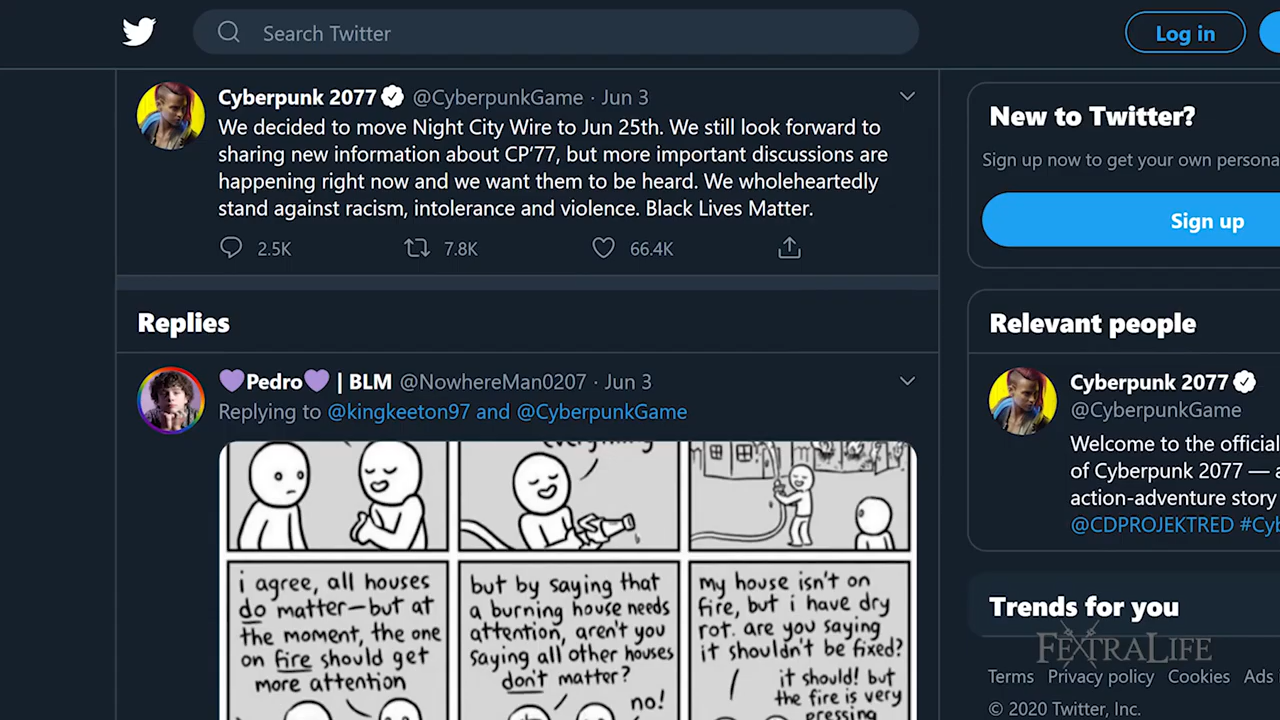 Search Twitter
Log in
Cyberpunk 2077 @CyberpunkGame · Jun 3
We decided to move Night City Wire to Jun 25th. We still look forward to
sharing new information about CP'77, but more important discussions are
happening right now and we want them to be heard. We wholeheartedly
stand against racism, intolerance and violence. Black Lives Matter.
2.5K 7.8K 66.4K
Replies
💜Pedro💜 | BLM @NowhereMan0207 · Jun 3
Replying to @kingkeeton97 and @CyberpunkGame
everything
i agree, all houses
do matter—but at
the moment, the one
on fire should get
more attention
but by saying that
a burning house needs
attention, aren't you
saying all other houses
don't matter?
no!
my house isn't on
fire, but i have dry
rot. are you saying
it shouldn't be fixed?
it should! but
the fire is very
pressing
New to Twitter?
Sign up now to get your own persona
Sign up
Relevant people
Cyberpunk 2077
@CyberpunkGame
Welcome to the official
of Cyberpunk 2077 — a
action-adventure story
@CDPROJEKTRED #Cy
Trends for you
FEXTRALIFE
Terms Privacy policy Cookies Ads
© 2020 Twitter, Inc.